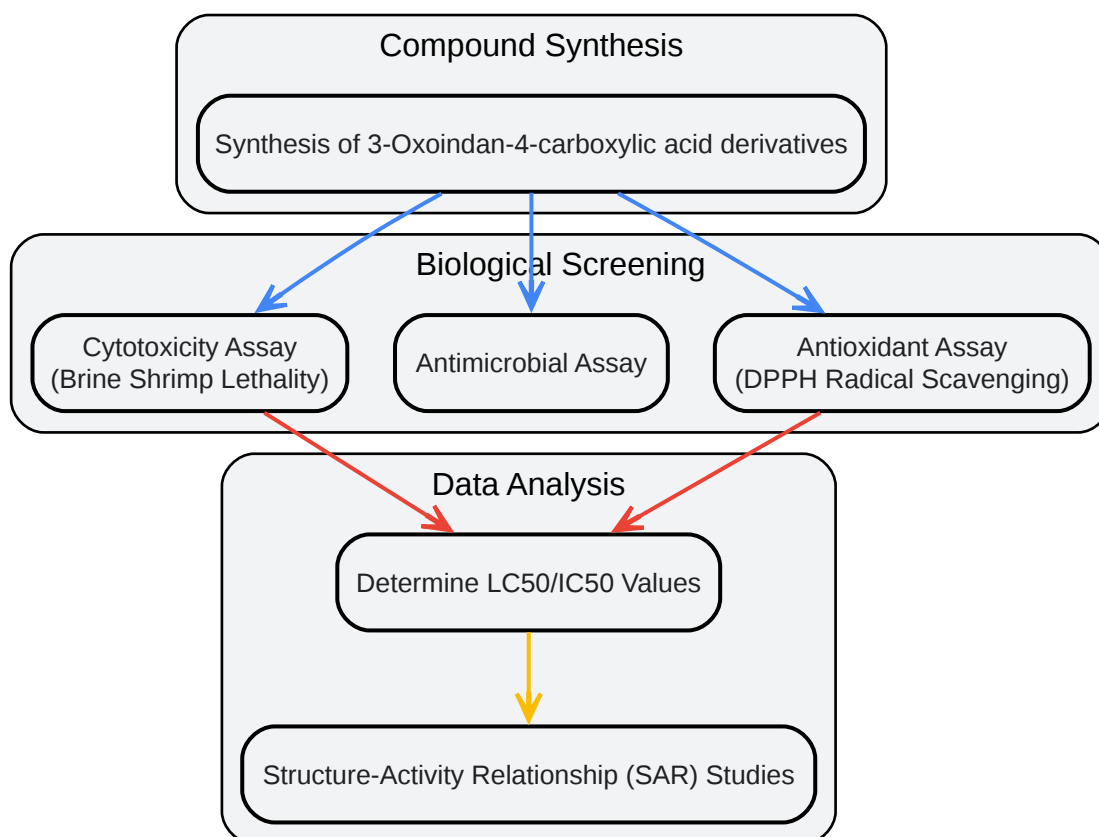 Compound Synthesis
Synthesis of 3-Oxoindan-4-carboxylic acid derivatives
Biological Screening
Cytotoxicity Assay
(Brine Shrimp Lethality)
Antimicrobial Assay
Antioxidant Assay
(DPPH Radical Scavenging)
Data Analysis
Determine LC50/IC50 Values
Structure-Activity Relationship (SAR) Studies